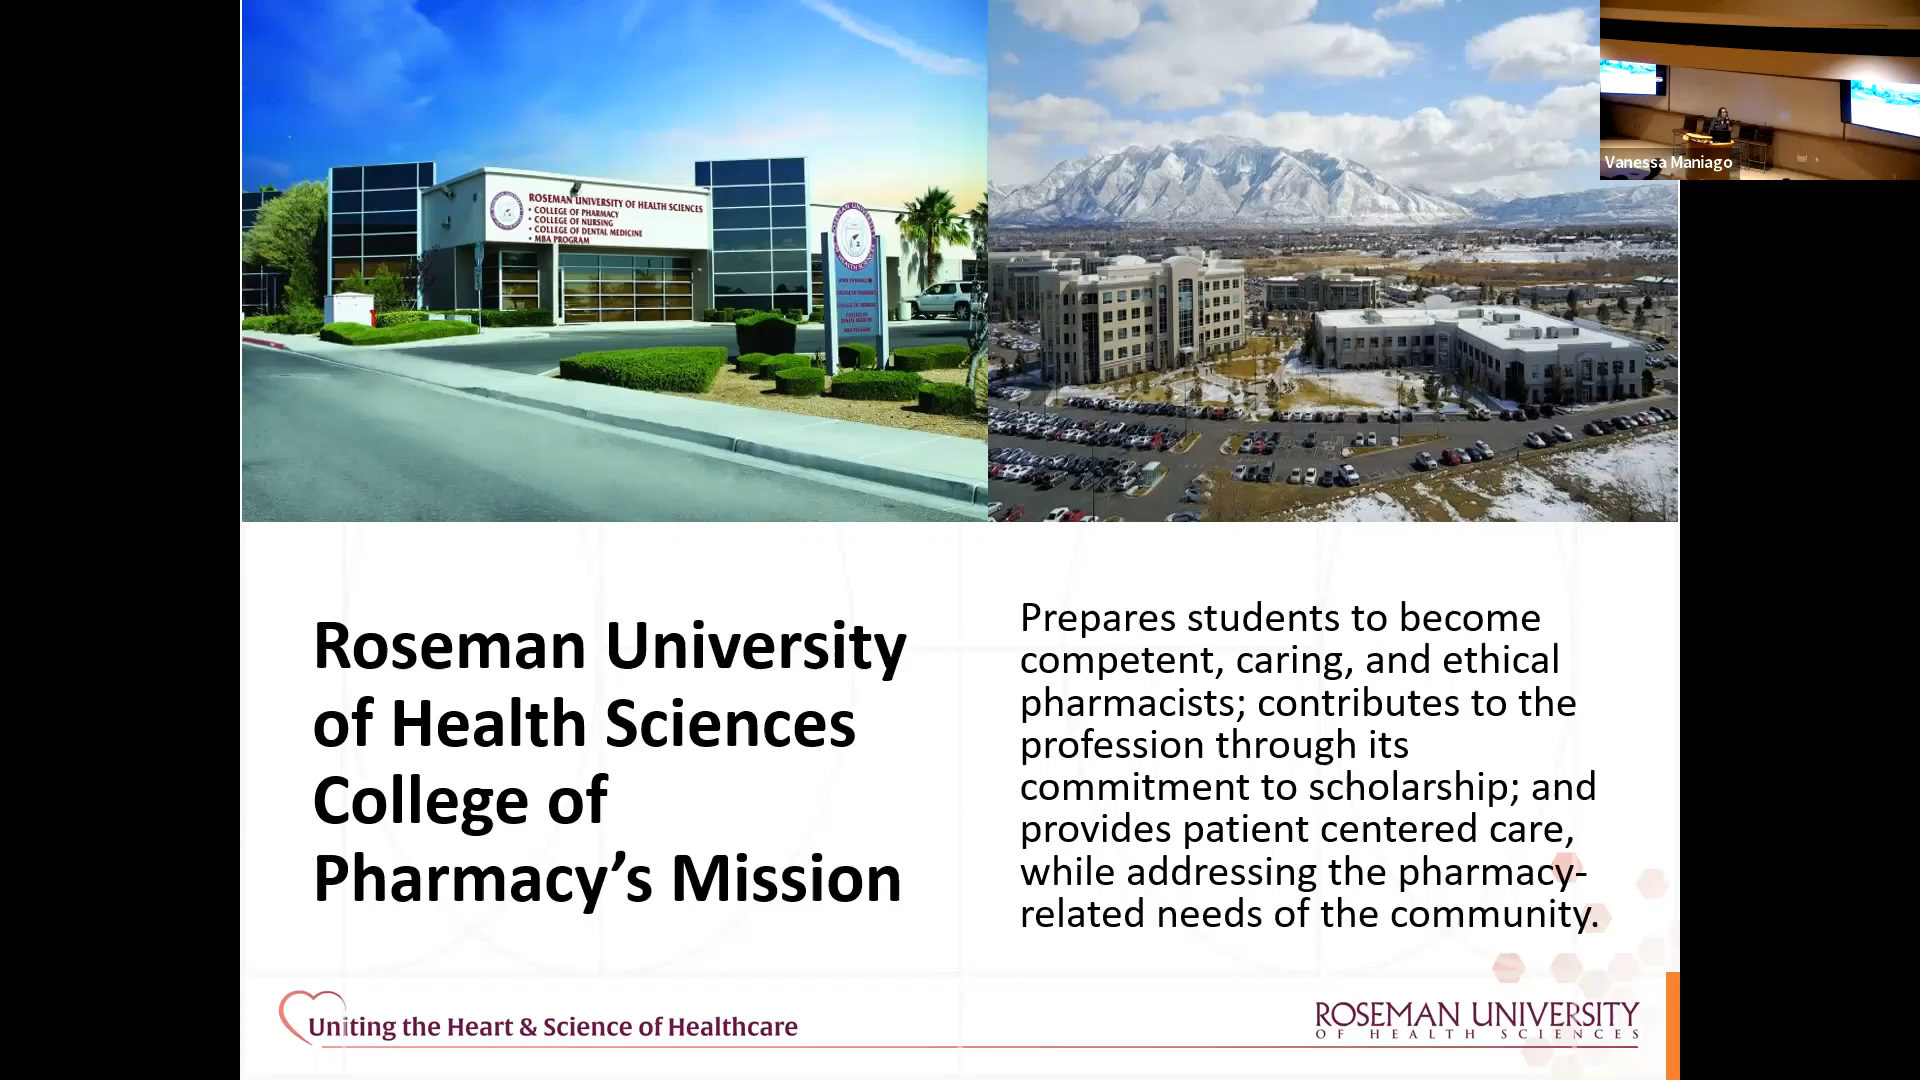 ROSEMAN UNIVERSITY OF HEALTH SCIENCES
• COLLEGE OF PHARMACY
• COLLEGE OF NURSING
• COLLEGE OF DENTAL MEDICINE
• MBA PROGRAM
Vanessa Maniago
Roseman University
of Health Sciences
College of
Pharmacy’s Mission
Prepares students to become
competent, caring, and ethical
pharmacists; contributes to the
profession through its
commitment to scholarship; and
provides patient centered care,
while addressing the pharmacy-
related needs of the community.
Uniting the Heart & Science of Healthcare
ROSEMAN UNIVERSITY
OF HEALTH SCIENCES